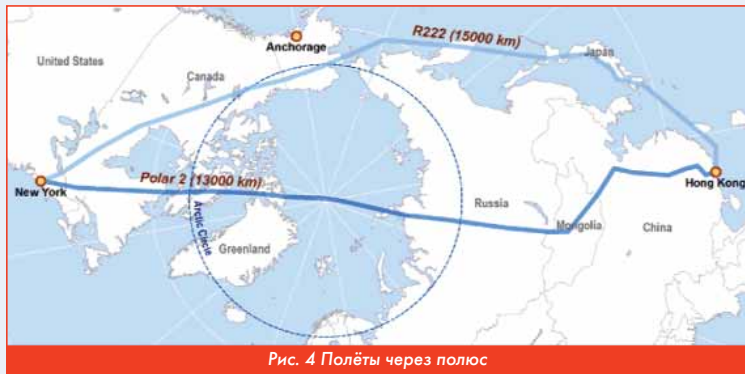 R222 (15000 km)
Anchorage
Japan
United States
Canada
Polar 2 (13000 km)
New York
Hong Kong
Russia
Arctic Circle
Mongolia
China
Greenland
Рис. 4 Полёты через полюс